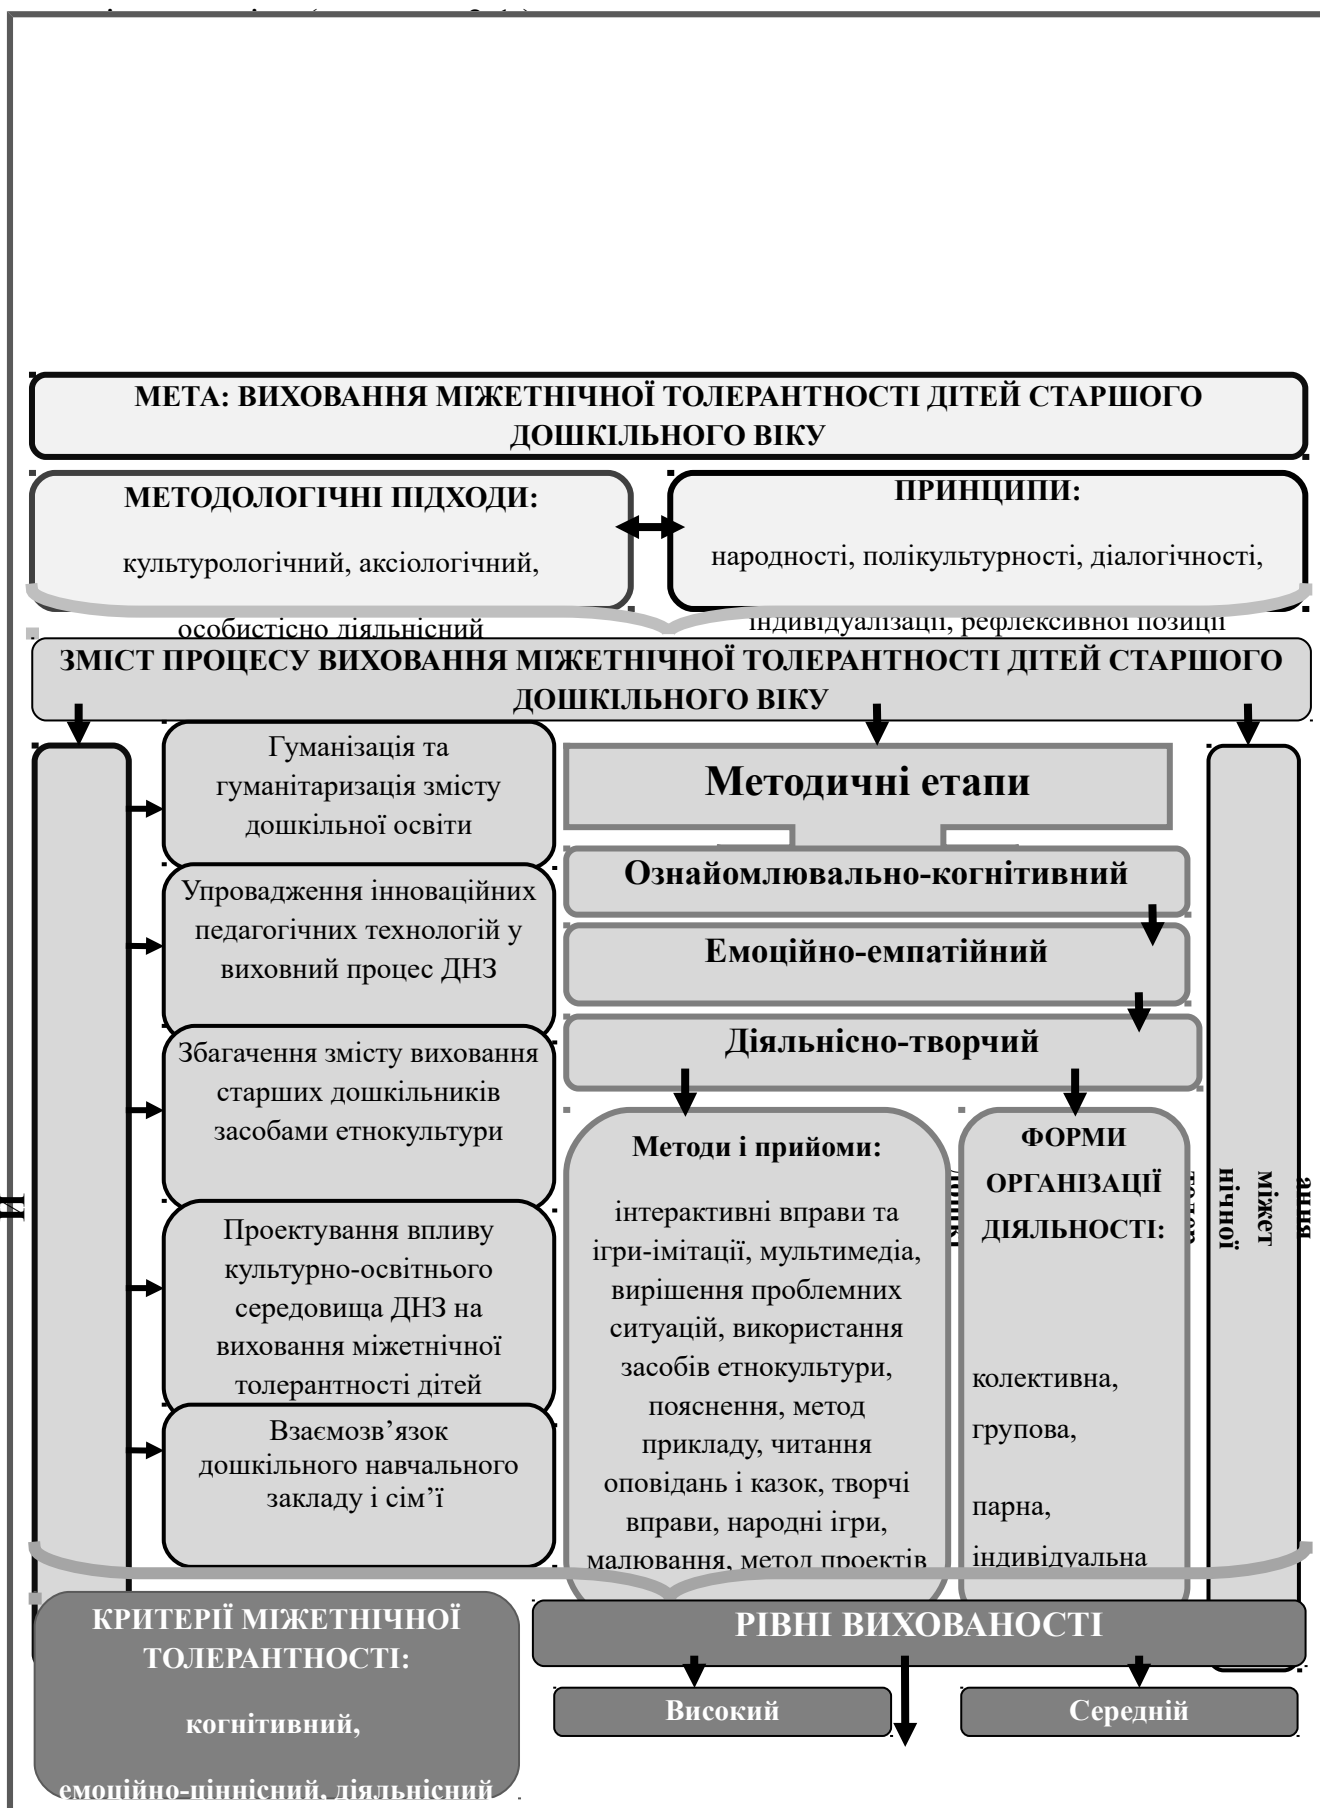 МЕТА: ВИХОВАННЯ МІЖЕТНІЧНОЇ ТОЛЕРАНТНОСТІ ДІТЕЙ СТАРШОГО
ДОШКІЛЬНОГО ВІКУ
МЕТОДОЛОГІЧНІ ПІДХОДИ:
культурологічний, аксіологічний,
особистісно діяльнісний
ПРИНЦИПИ:
народності, полікультурності, діалогічності,
індивідуалізації, рефлексивної позиції
ЗМІСТ ПРОЦЕСУ ВИХОВАННЯ МІЖЕТНІЧНОЇ ТОЛЕРАНТНОСТІ ДІТЕЙ СТАРШОГО
ДОШКІЛЬНОГО ВІКУ
Гуманізація та
гуманітаризація змісту
дошкільної освіти
Упровадження інноваційних
педагогічних технологій у
виховний процес ДНЗ
Збагачення змісту виховання
старших дошкільників
засобами етнокультури
Проектування впливу
культурно-освітнього
середовища ДНЗ на
виховання міжетнічної
толерантності дітей
Взаємозв’язок
дошкільного навчального
закладу і сім’ї
Методичні етапи
Ознайомлювально-когнітивний
Емоційно-емпатійний
Діяльнісно-творчий
Методи і прийоми:
інтерактивні вправи та
ігри-імітації, мультимедіа,
вирішення проблемних
ситуацій, використання
засобів етнокультури,
пояснення, метод
прикладу, читання
оповідань і казок, творчі
вправи, народні ігри,
малювання, метод проектів
ФОРМИ
ОРГАНІЗАЦІЇ
ДІЯЛЬНОСТІ:
колективна,
групова,
парна,
індивідуальна
ання
міжет
нічної
И
КРИТЕРІЇ МІЖЕТНІЧНОЇ
ТОЛЕРАНТНОСТІ:
когнітивний,
емоційно-ціннісний, діяльнісний
РІВНІ ВИХОВАНОСТІ
Високий
Середній